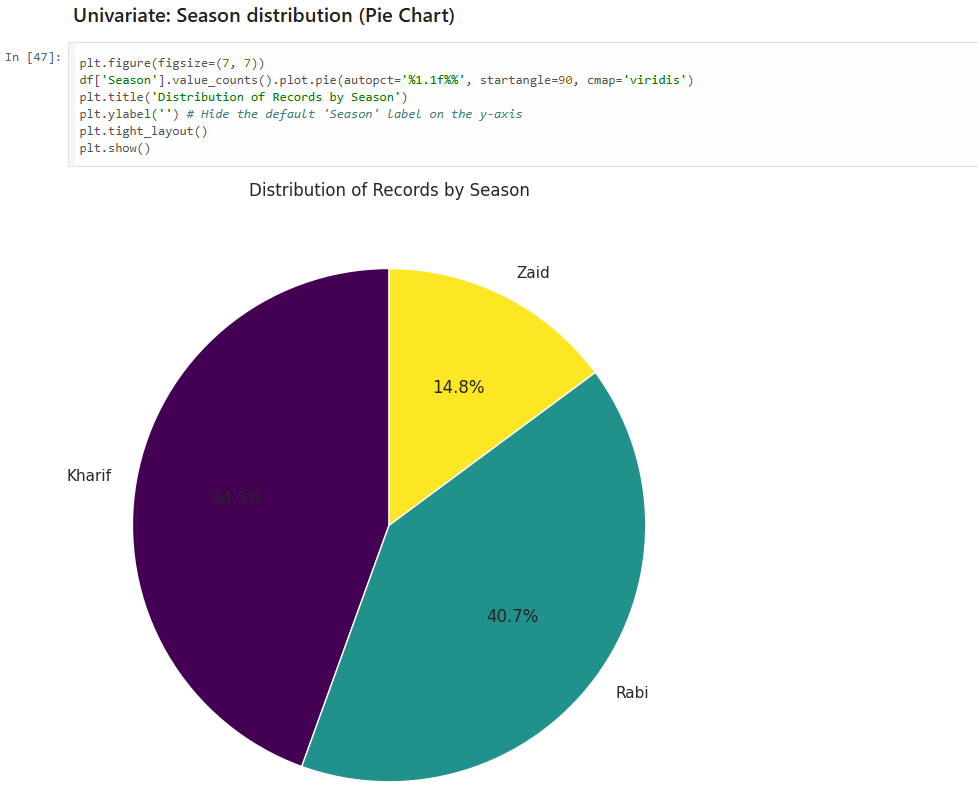 Univariate: Season distribution (Pie Chart)
In [47]:
plt.figure(figsize=(7, 7))
df['Season'].value_counts().plot.pie(autopct='%1.1f%%', startangle=90, cmap='viridis')
plt.title('Distribution of Records by Season')
plt.ylabel('') # Hide the default 'Season' label on the y-axis
plt.tight_layout()
plt.show()
Distribution of Records by Season
Zaid
14.8%
Kharif
44.5%
40.7%
Rabi